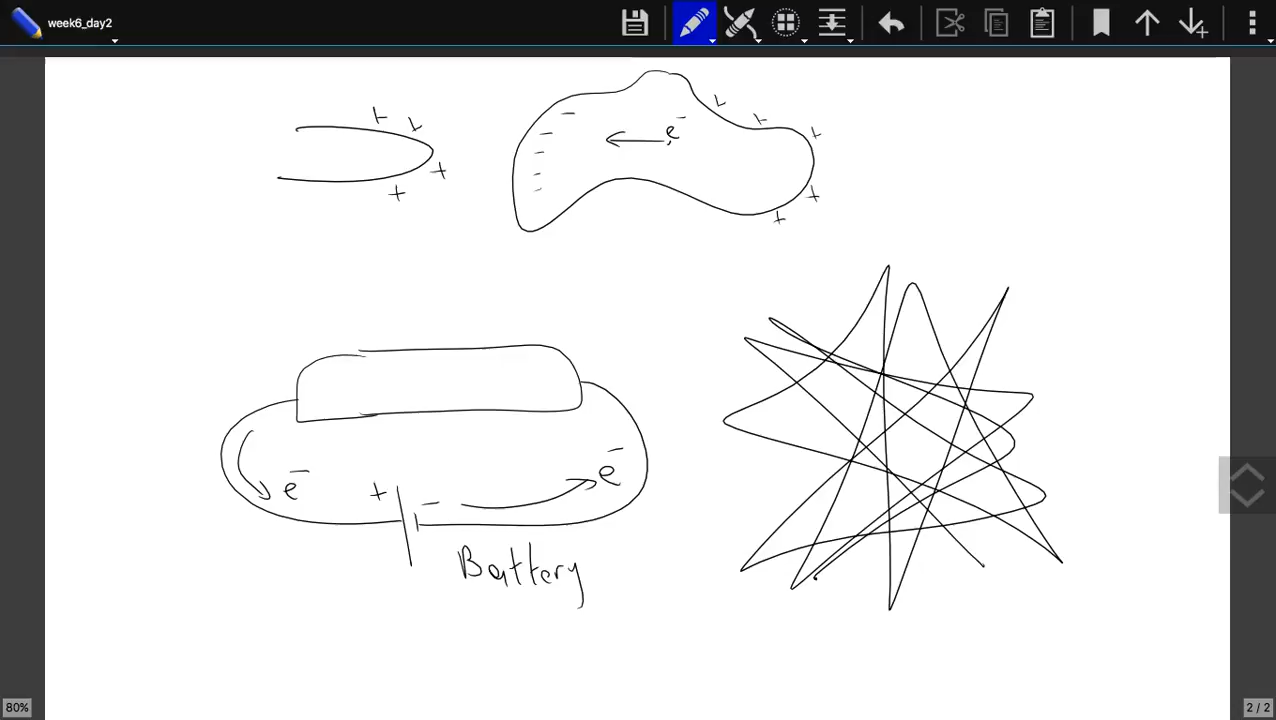 week6_day2
+ + + +
- - - - -
e-
+ + + + +
e-
+ -
e-
Battery
80%
2 / 2